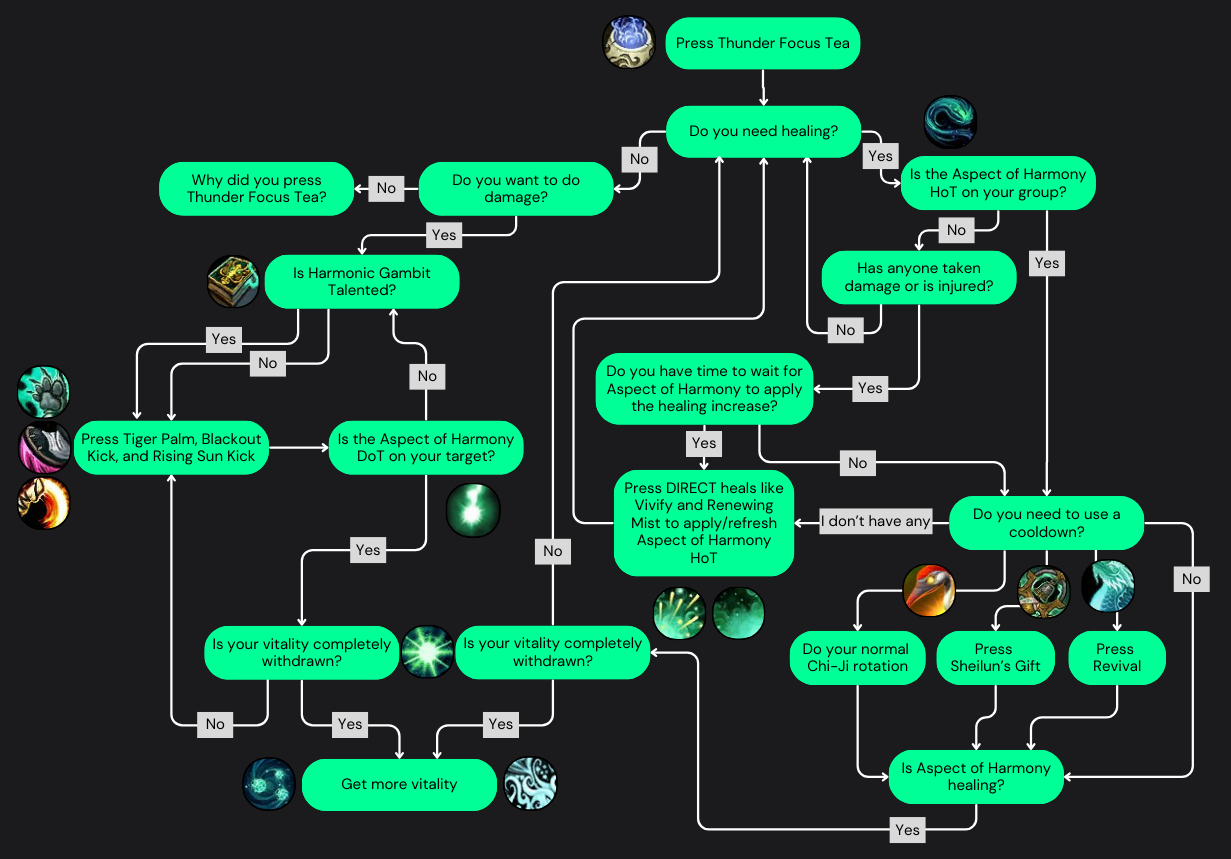 Press Thunder Focus Tea
Do you need healing?
No
Yes
Why did you press
Thunder Focus Tea?
No
Do you want to do
damage?
Is the Aspect of Harmony
HoT on your group?
Yes
No
Yes
Is Harmonic Gambit
Talented?
Has anyone taken
damage or is injured?
Yes
No
No
No
Do you have time to wait for
Aspect of Harmony to apply
the healing increase?
Yes
Press Tiger Palm, Blackout
Kick, and Rising Sun Kick
Is the Aspect of Harmony
DoT on your target?
Yes
No
Press DIRECT heals like
Vivify and Renewing
Mist to apply/refresh
Aspect of Harmony
HoT
I don't have any
Do you need to use a
cooldown?
Yes
No
No
Is your vitality completely
withdrawn?
Is your vitality completely
withdrawn?
Do your normal
Chi-Ji rotation
Press
Sheilun's Gift
Press
Revival
No
Yes
Yes
Get more vitality
Is Aspect of Harmony
healing?
Yes